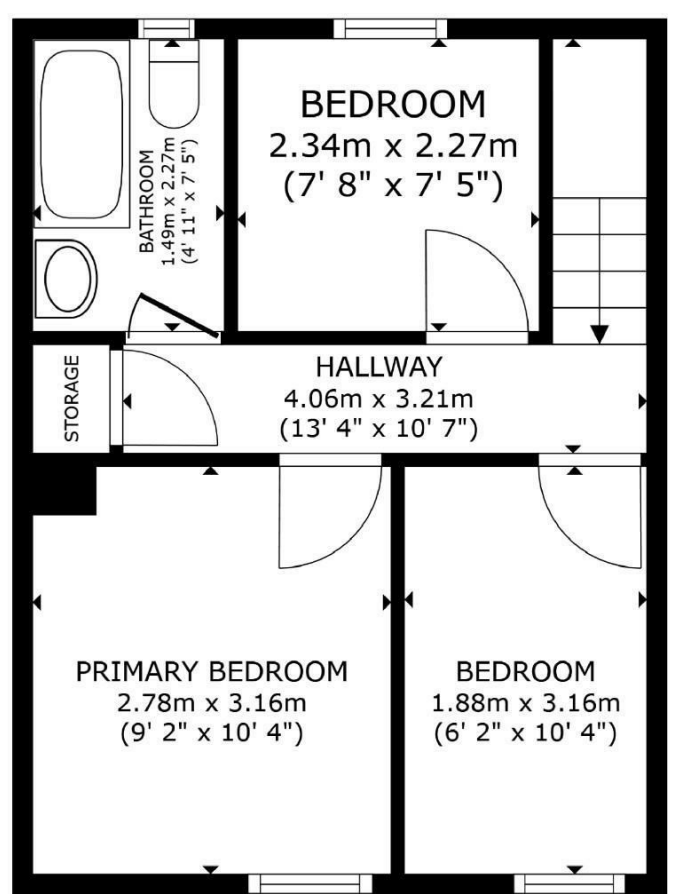 BATHROOM
1.49m x 2.27m
(4' 11" x 7' 5")
BEDROOM
2.34m x 2.27m
(7' 8" x 7' 5")
STORAGE
HALLWAY
4.06m x 3.21m
(13' 4" x 10' 7")
PRIMARY BEDROOM
2.78m x 3.16m
(9' 2" x 10' 4")
BEDROOM
1.88m x 3.16m
(6' 2" x 10' 4")